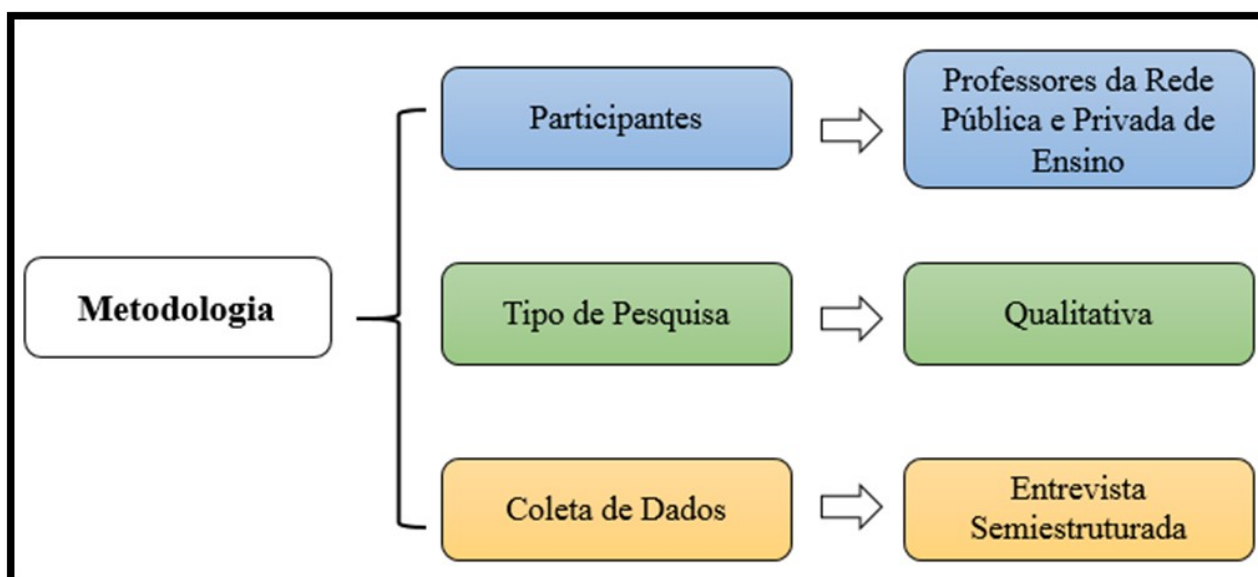 Participantes
Professores da Rede
Pública e Privada de
Ensino
Metodologia
Tipo de Pesquisa
Qualitativa
Coleta de Dados
Entrevista
Semiestruturada